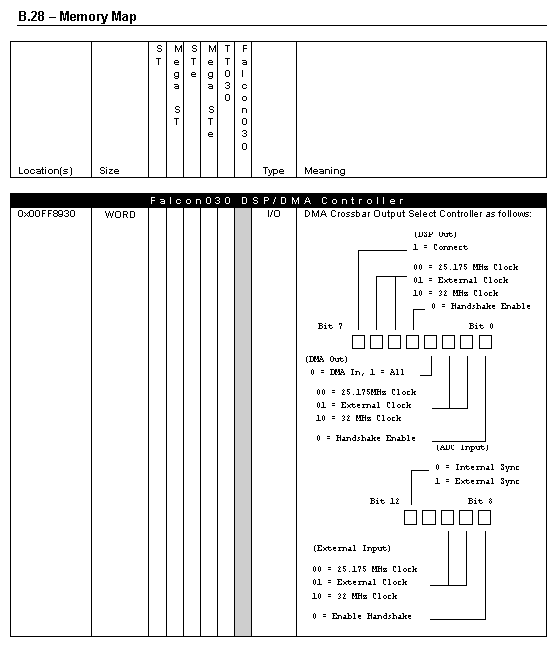 B.28 – Memory Map
Location(s) Size ST Mega ST STe Mega STe TT030 Falcon030 Type Meaning
Falcon030 DSP/DMA Controller
0x00FF8930 WORD I/O DMA Crossbar Output Select Controller as follows:
(DSP Out)
1 = Connect
00 = 25.175 MHz Clock
01 = External Clock
10 = 32 MHz Clock
0 = Handshake Enable
Bit 7 Bit 0
(DMA Out)
0 = DMA In, 1 = All
00 = 25.175MHz Clock
01 = External Clock
10 = 32 MHz Clock
0 = Handshake Enable
(ADC Input)
0 = Internal Sync
1 = External Sync
Bit 12 Bit 8
(External Input)
00 = 25.175 MHz Clock
01 = External Clock
10 = 32 MHz Clock
0 = Enable Handshake